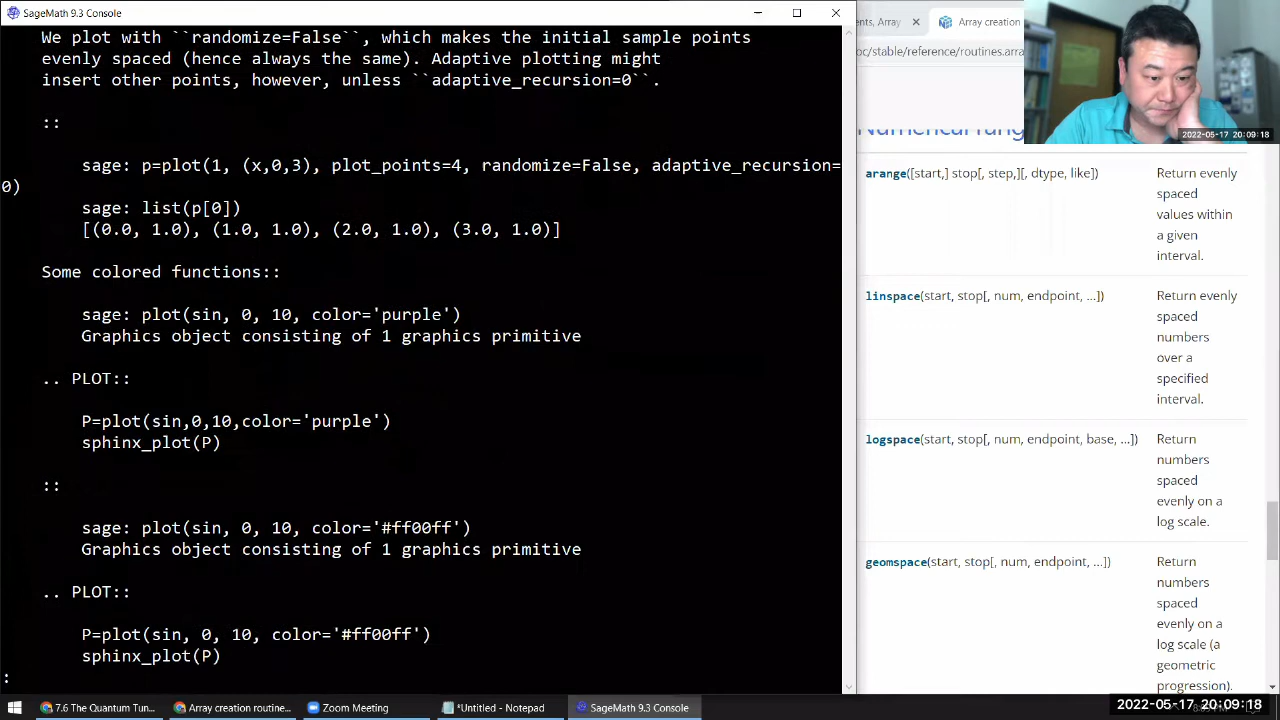 SageMath 9.3 Console
We plot with ``randomize=False``, which makes the initial sample points
evenly spaced (hence always the same). Adaptive plotting might
insert other points, however, unless ``adaptive_recursion=0``.
::
sage: p=plot(1, (x,0,3), plot_points=4, randomize=False, adaptive_recursion=
0)
sage: list(p[0])
[(0.0, 1.0), (1.0, 1.0), (2.0, 1.0), (3.0, 1.0)]
Some colored functions::
sage: plot(sin, 0, 10, color='purple')
Graphics object consisting of 1 graphics primitive
.. PLOT::
P=plot(sin,0,10,color='purple')
sphinx_plot(P)
::
sage: plot(sin, 0, 10, color='#ff00ff')
Graphics object consisting of 1 graphics primitive
.. PLOT::
P=plot(sin, 0, 10, color='#ff00ff')
sphinx_plot(P)
:
ents, Array
Array creation
oc/stable/reference/routines.arra
2022-05-17 20:09:18
Numerical rang
arange([start,] stop[, step,][, dtype, like])
Return evenly
spaced
values within
a given
interval.
linspace(start, stop[, num, endpoint, ...])
Return evenly
spaced
numbers
over a
specified
interval.
logspace(start, stop[, num, endpoint, base, ...])
Return
numbers
spaced
evenly on a
log scale.
geomspace(start, stop[, num, endpoint, ...])
Return
numbers
spaced
evenly on a
log scale (a
geometric
progression).
7.6 The Quantum Tun...
Array creation routine...
Zoom Meeting
*Untitled - Notepad
SageMath 9.3 Console
2022-05-17 20:09:18